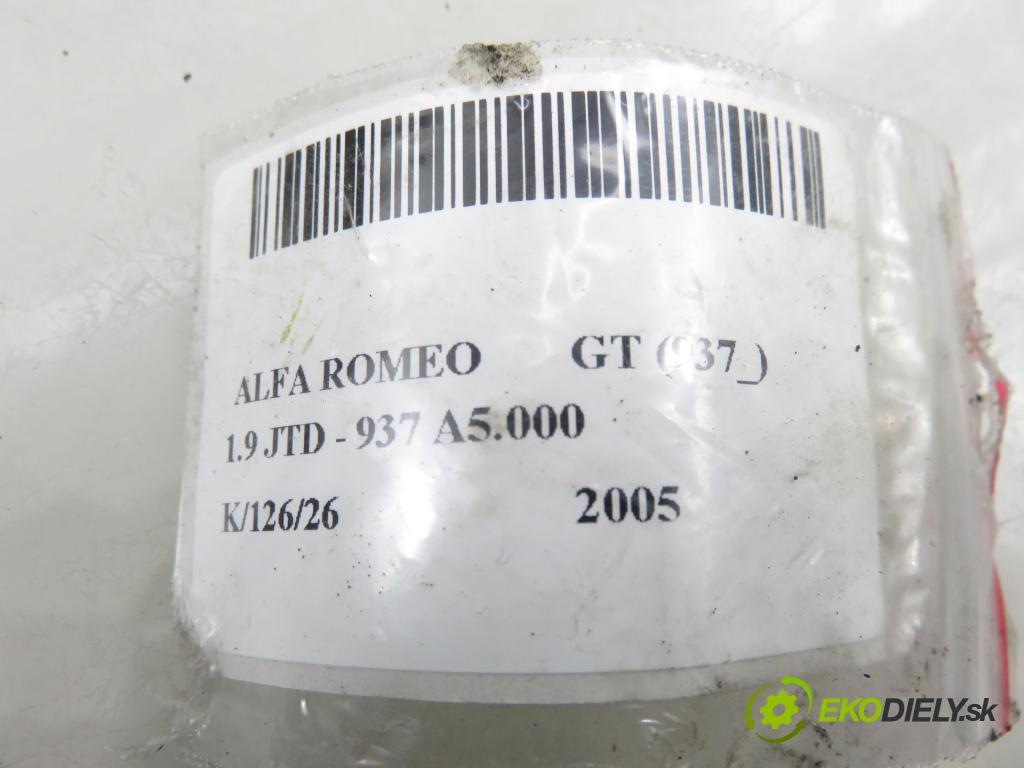 ALFA ROMEO GT (937_)
1.9 JTD - 937 A5.000
K/126/26 2005
EKODIELY.sk